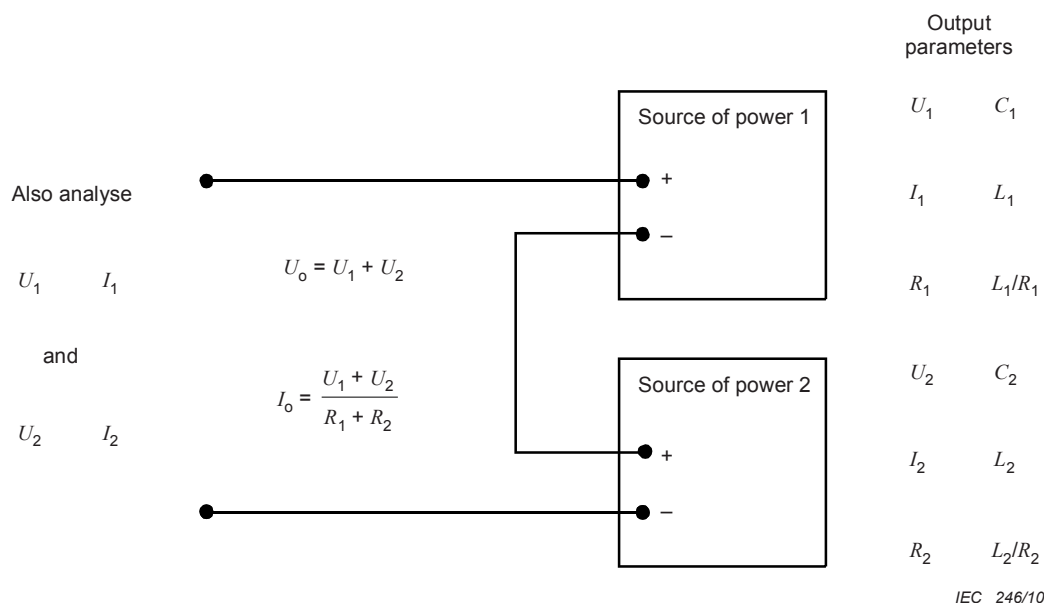 Output
parameters
Source of power 1
U₁ C₁
+
Also analyse
I₁ L₁
–
Uₒ = U₁ + U₂
U₁ I₁
R₁ L₁/R₁
and
Iₒ = (U₁ + U₂) / (R₁ + R₂)
Source of power 2
U₂ C₂
U₂ I₂
+
I₂ L₂
–
R₂ L₂/R₂
IEC 246/10